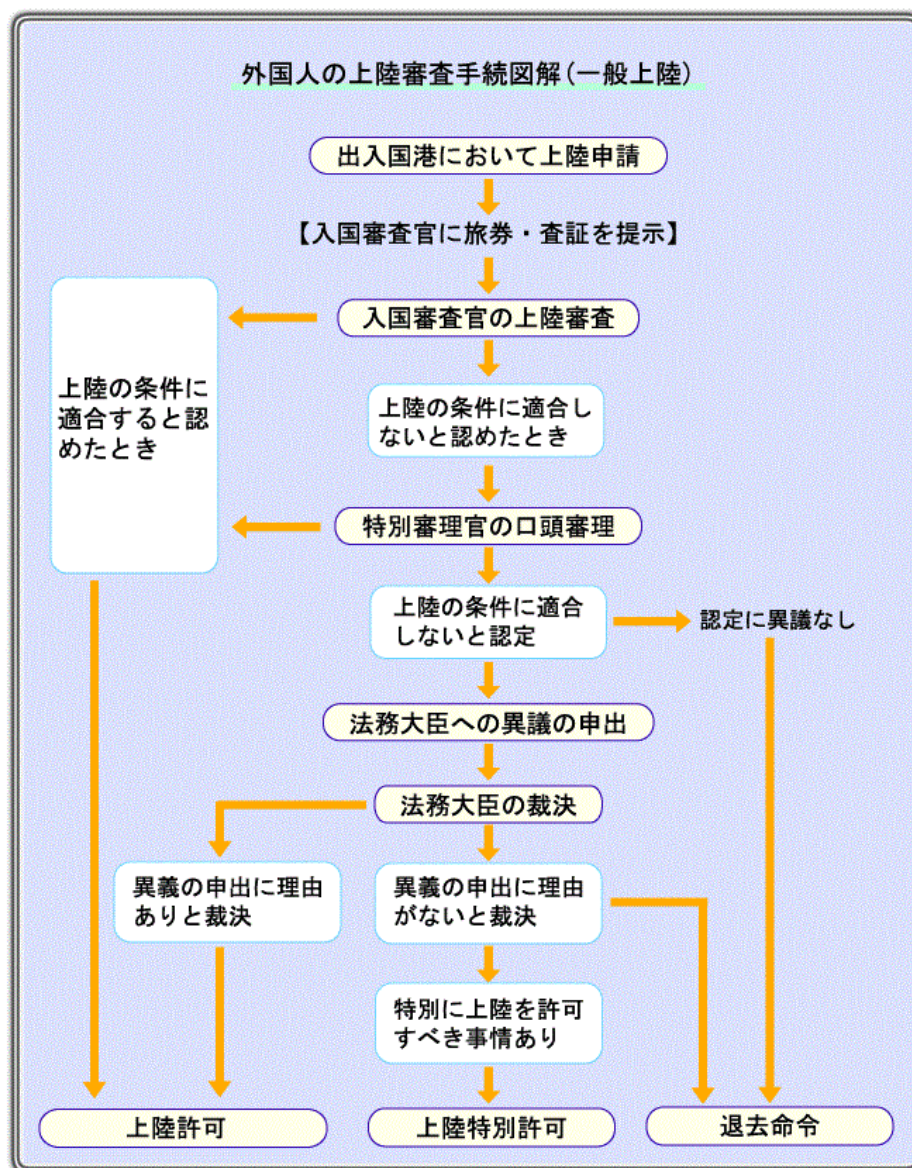 外国人の上陸審査手続図解(一般上陸)
出入国港において上陸申請
【入国審査官に旅券・査証を提示】
入国審査官の上陸審査
上陸の条件に
適合すると認
めたとき
上陸の条件に適合し
ないと認めたとき
特別審理官の口頭審理
上陸の条件に適合
しないと認定
認定に異議なし
法務大臣への異議の申出
法務大臣の裁決
異義の申出に理由
ありと裁決
異義の申出に理由
がないと裁決
特別に上陸を許可
すべき事情あり
上陸許可
上陸特別許可
退去命令